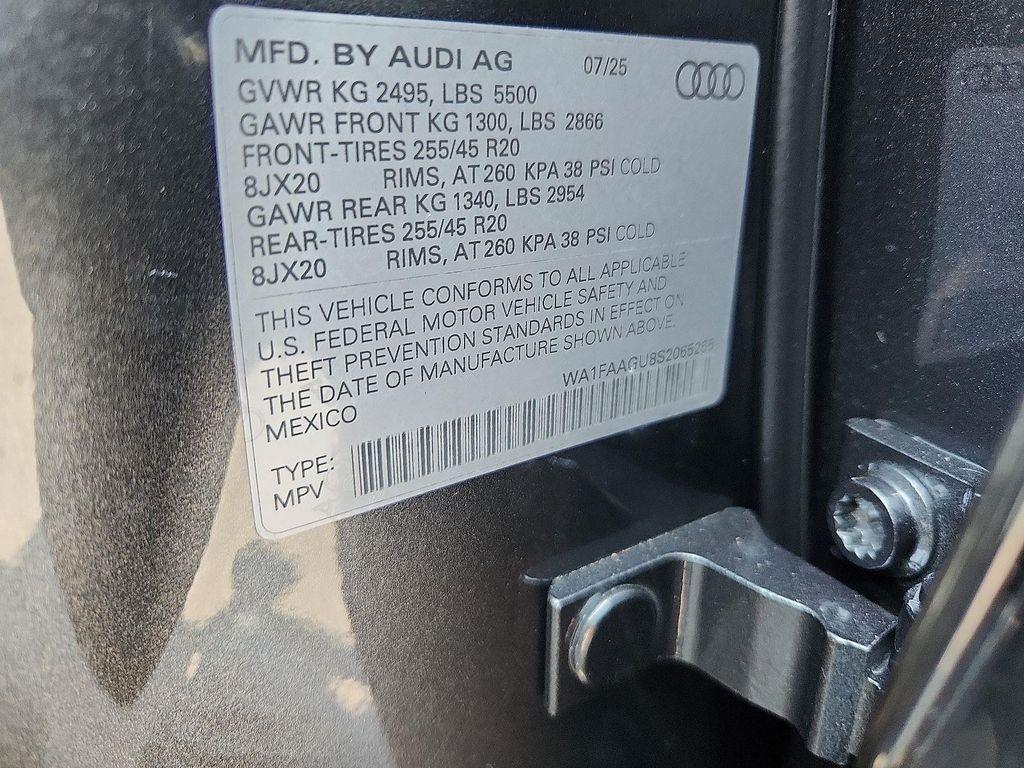 MFD. BY AUDI AG 07/25
GVWR KG 2495, LBS 5500
GAWR FRONT KG 1300, LBS 2866
FRONT-TIRES 255/45 R20
8JX20 RIMS, AT 260 KPA 38 PSI COLD
GAWR REAR KG 1340, LBS 2954
REAR-TIRES 255/45 R20
8JX20 RIMS, AT 260 KPA 38 PSI COLD
THIS VEHICLE CONFORMS TO ALL APPLICABLE
U.S. FEDERAL MOTOR VEHICLE SAFETY AND
THEFT PREVENTION STANDARDS IN EFFECT ON
THE DATE OF MANUFACTURE SHOWN ABOVE.
MEXICO WA1FAAGU8S2065285
TYPE:
MPV